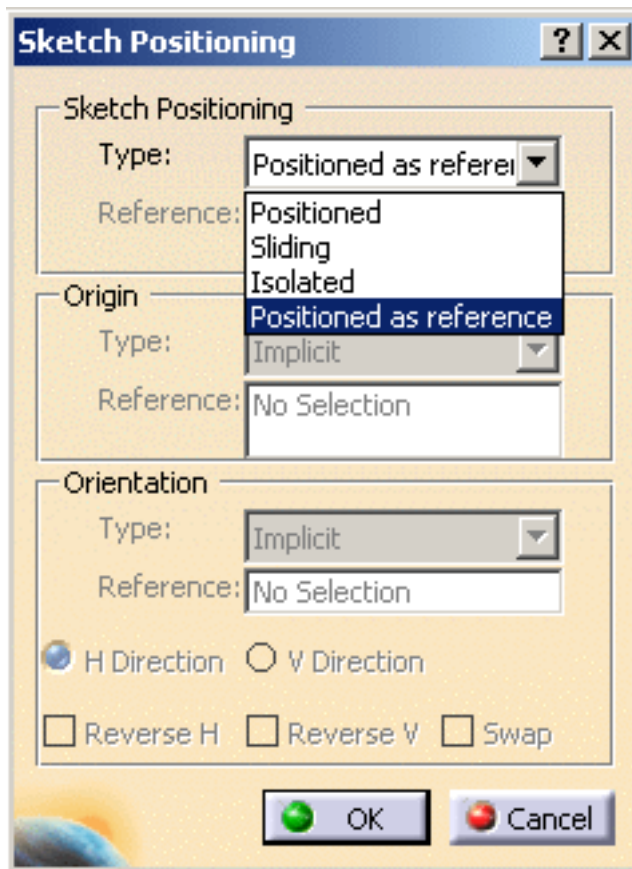 Sketch Positioning
Sketch Positioning
Type:
Positioned as referei
Reference:
Positioned
Sliding
Isolated
Positioned as reference
Origin
Type:
Implicit
Reference:
No Selection
Orientation
Type:
Implicit
Reference:
No Selection
H Direction
V Direction
Reverse H
Reverse V
Swap
OK
Cancel